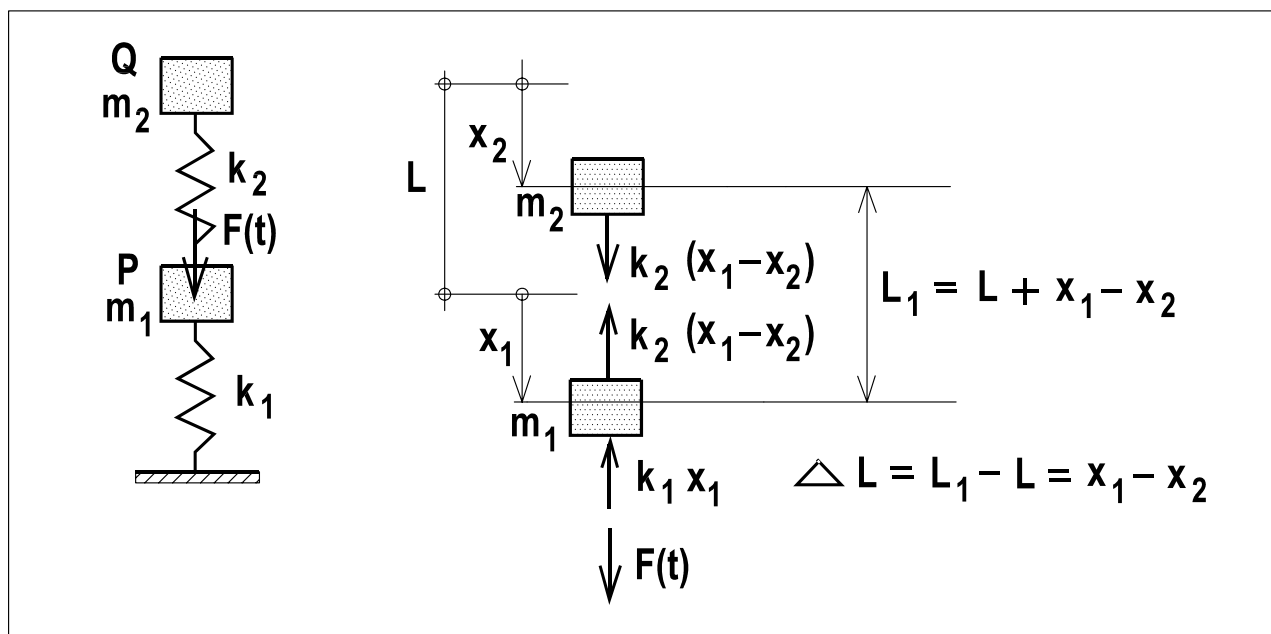 Q
m₂
k₂
F(t)
P
m₁
k₁
x₂
L
m₂
k₂ (x₁−x₂)
L₁ = L + x₁− x₂
k₂ (x₁−x₂)
x₁
m₁
k₁ x₁
△ L = L₁− L = x₁− x₂
F(t)